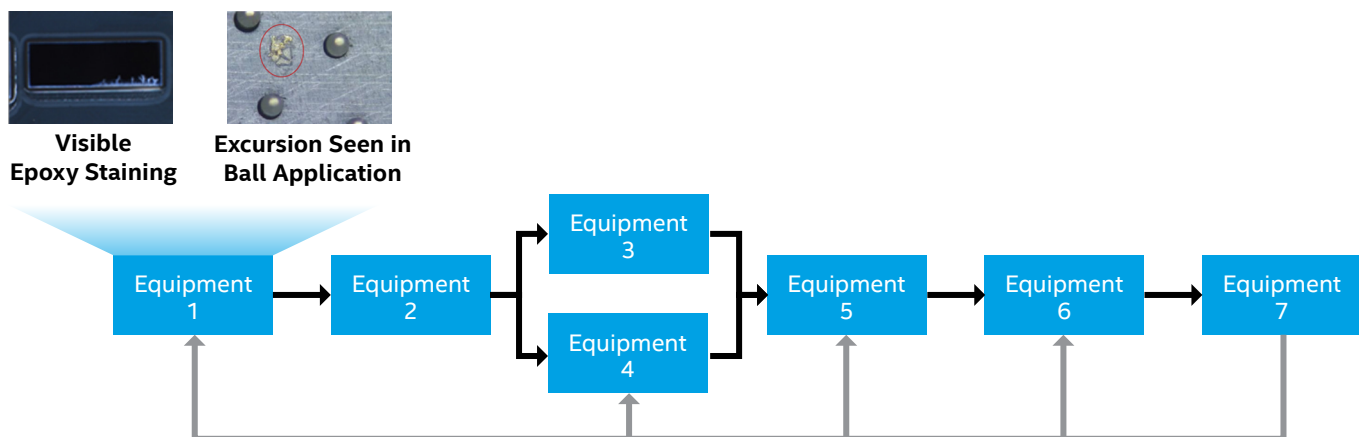 Visible
Epoxy Staining
Excursion Seen in
Ball Application
Equipment
1
Equipment
2
Equipment
3
Equipment
4
Equipment
5
Equipment
6
Equipment
7